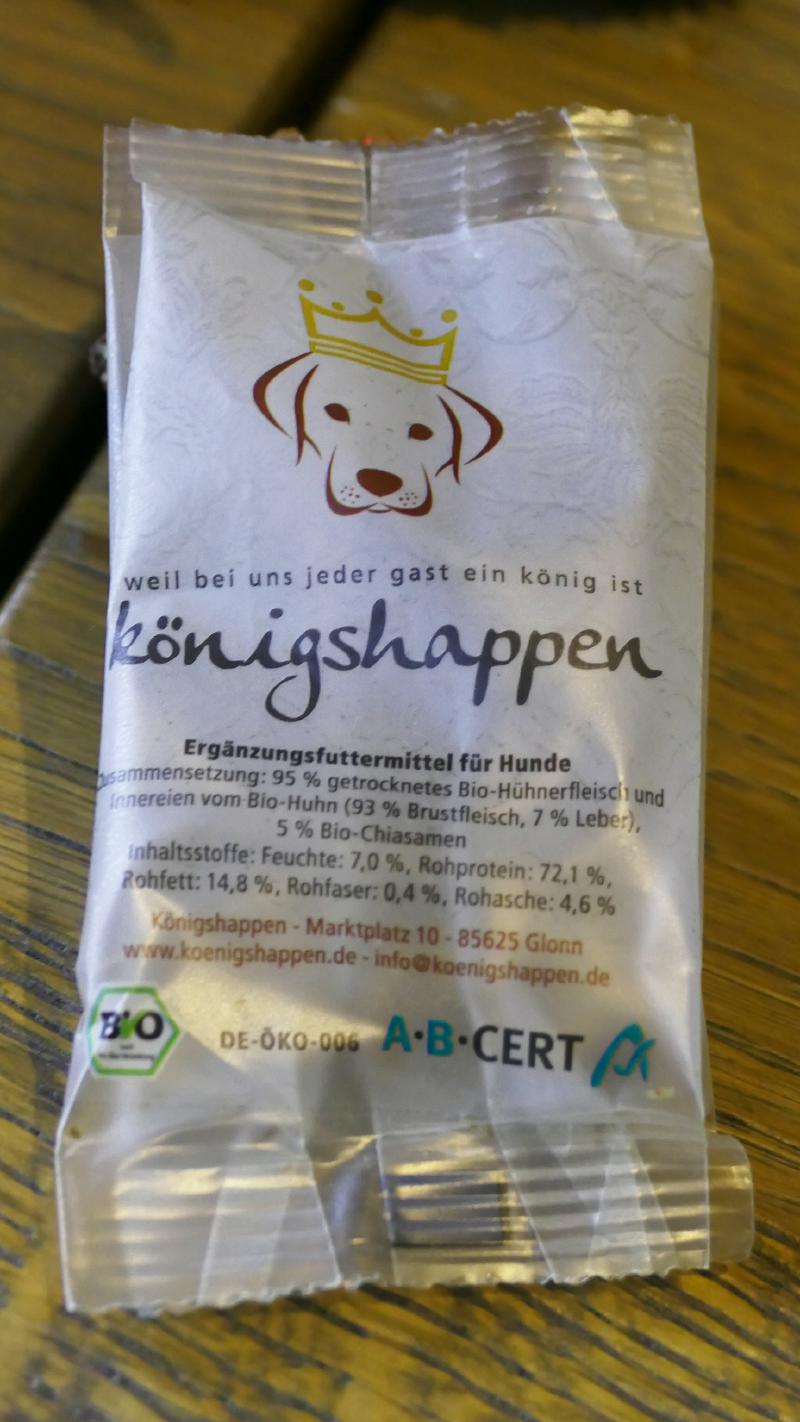 weil bei uns jeder gast ein könig ist
königshappen
Ergänzungsfuttermittel für Hunde
Zusammensetzung: 95 % getrocknetes Bio-Hühnerfleisch und
Innereien vom Bio-Huhn (93 % Brustfleisch, 7 % Leber),
5 % Bio-Chiasamen
Inhaltsstoffe: Feuchte: 7,0 %, Rohprotein: 72,1 %,
Rohfett: 14,8 %, Rohfaser: 0,4 %, Rohasche: 4,6 %
Königshappen - Marktplatz 10 - 85625 Glonn
www.koenigshappen.de - info@koenigshappen.de
Bio
DE-ÖKO-006
A·B·CERT